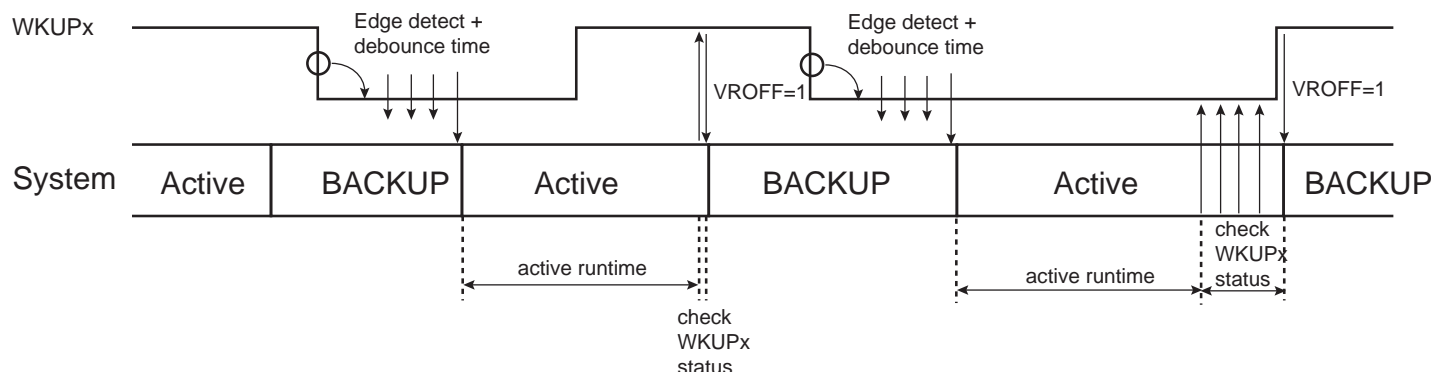 WKUPx
Edge detect +
debounce time
VROFF=1
Edge detect +
debounce time
VROFF=1
System
Active
BACKUP
Active
BACKUP
Active
BACKUP
active runtime
check
WKUPx
status
active runtime
check
WKUPx
status